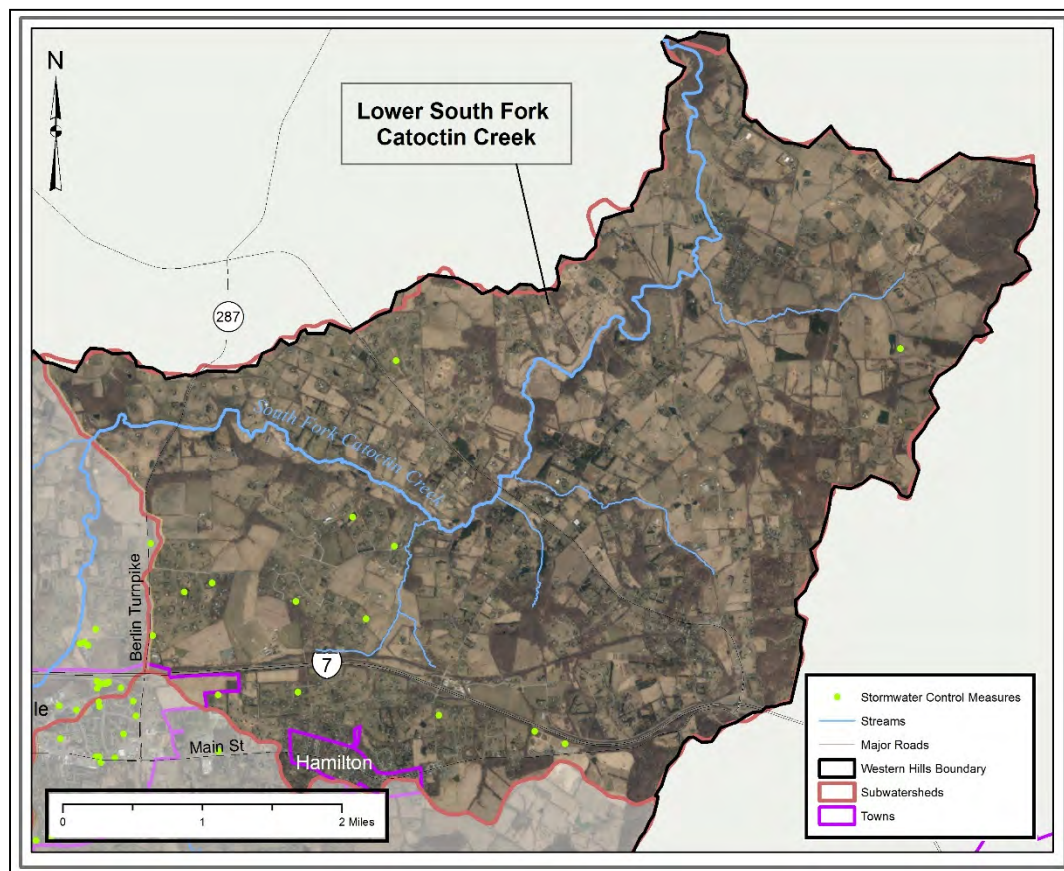 N
Lower South Fork
Catoctin Creek
287
South Fork Catoctin Creek
Berlin Turnpike
7
le
Main St
Hamilton
0 1 2 Miles
Stormwater Control Measures
Streams
Major Roads
Western Hills Boundary
Subwatersheds
Towns